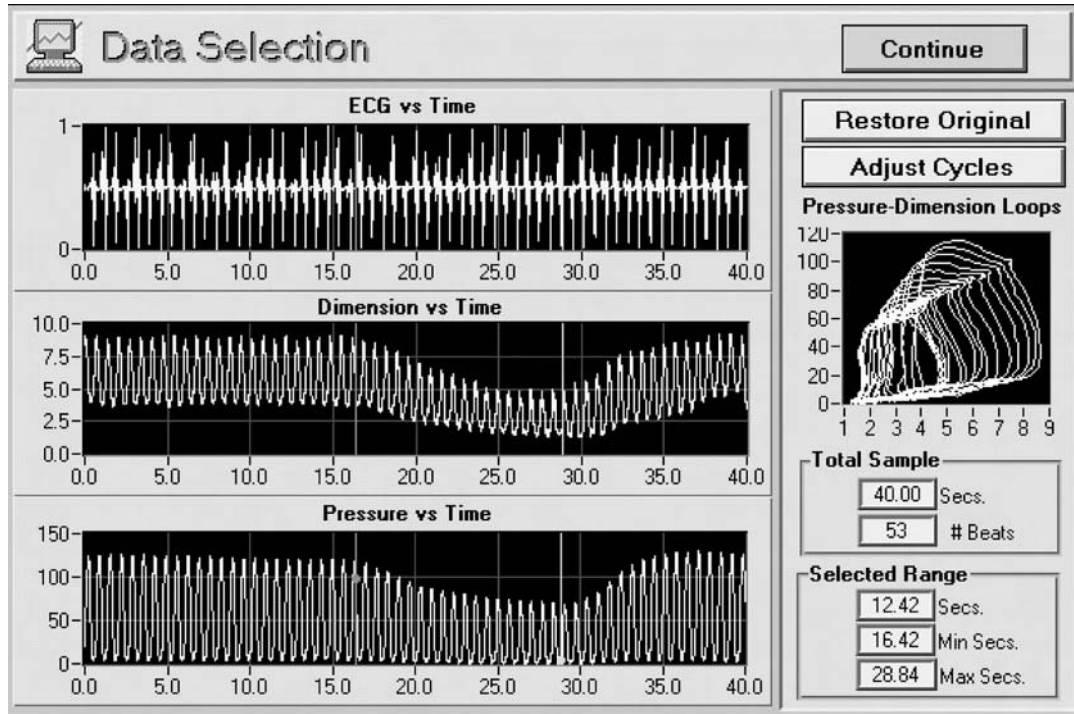 Data Selection
Continue
ECG vs Time
1
0
0.0 5.0 10.0 15.0 20.0 25.0 30.0 35.0 40.0
Dimension vs Time
10.0
7.5
5.0
2.5
0.0
0.0 5.0 10.0 15.0 20.0 25.0 30.0 35.0 40.0
Pressure vs Time
150
100
50
0
0.0 5.0 10.0 15.0 20.0 25.0 30.0 35.0 40.0
Restore Original
Adjust Cycles
Pressure-Dimension Loops
120
100
80
60
40
20
0
1 2 3 4 5 6 7 8 9
Total Sample
40.00 Secs.
53 # Beats
Selected Range
12.42 Secs.
16.42 Min Secs.
28.84 Max Secs.